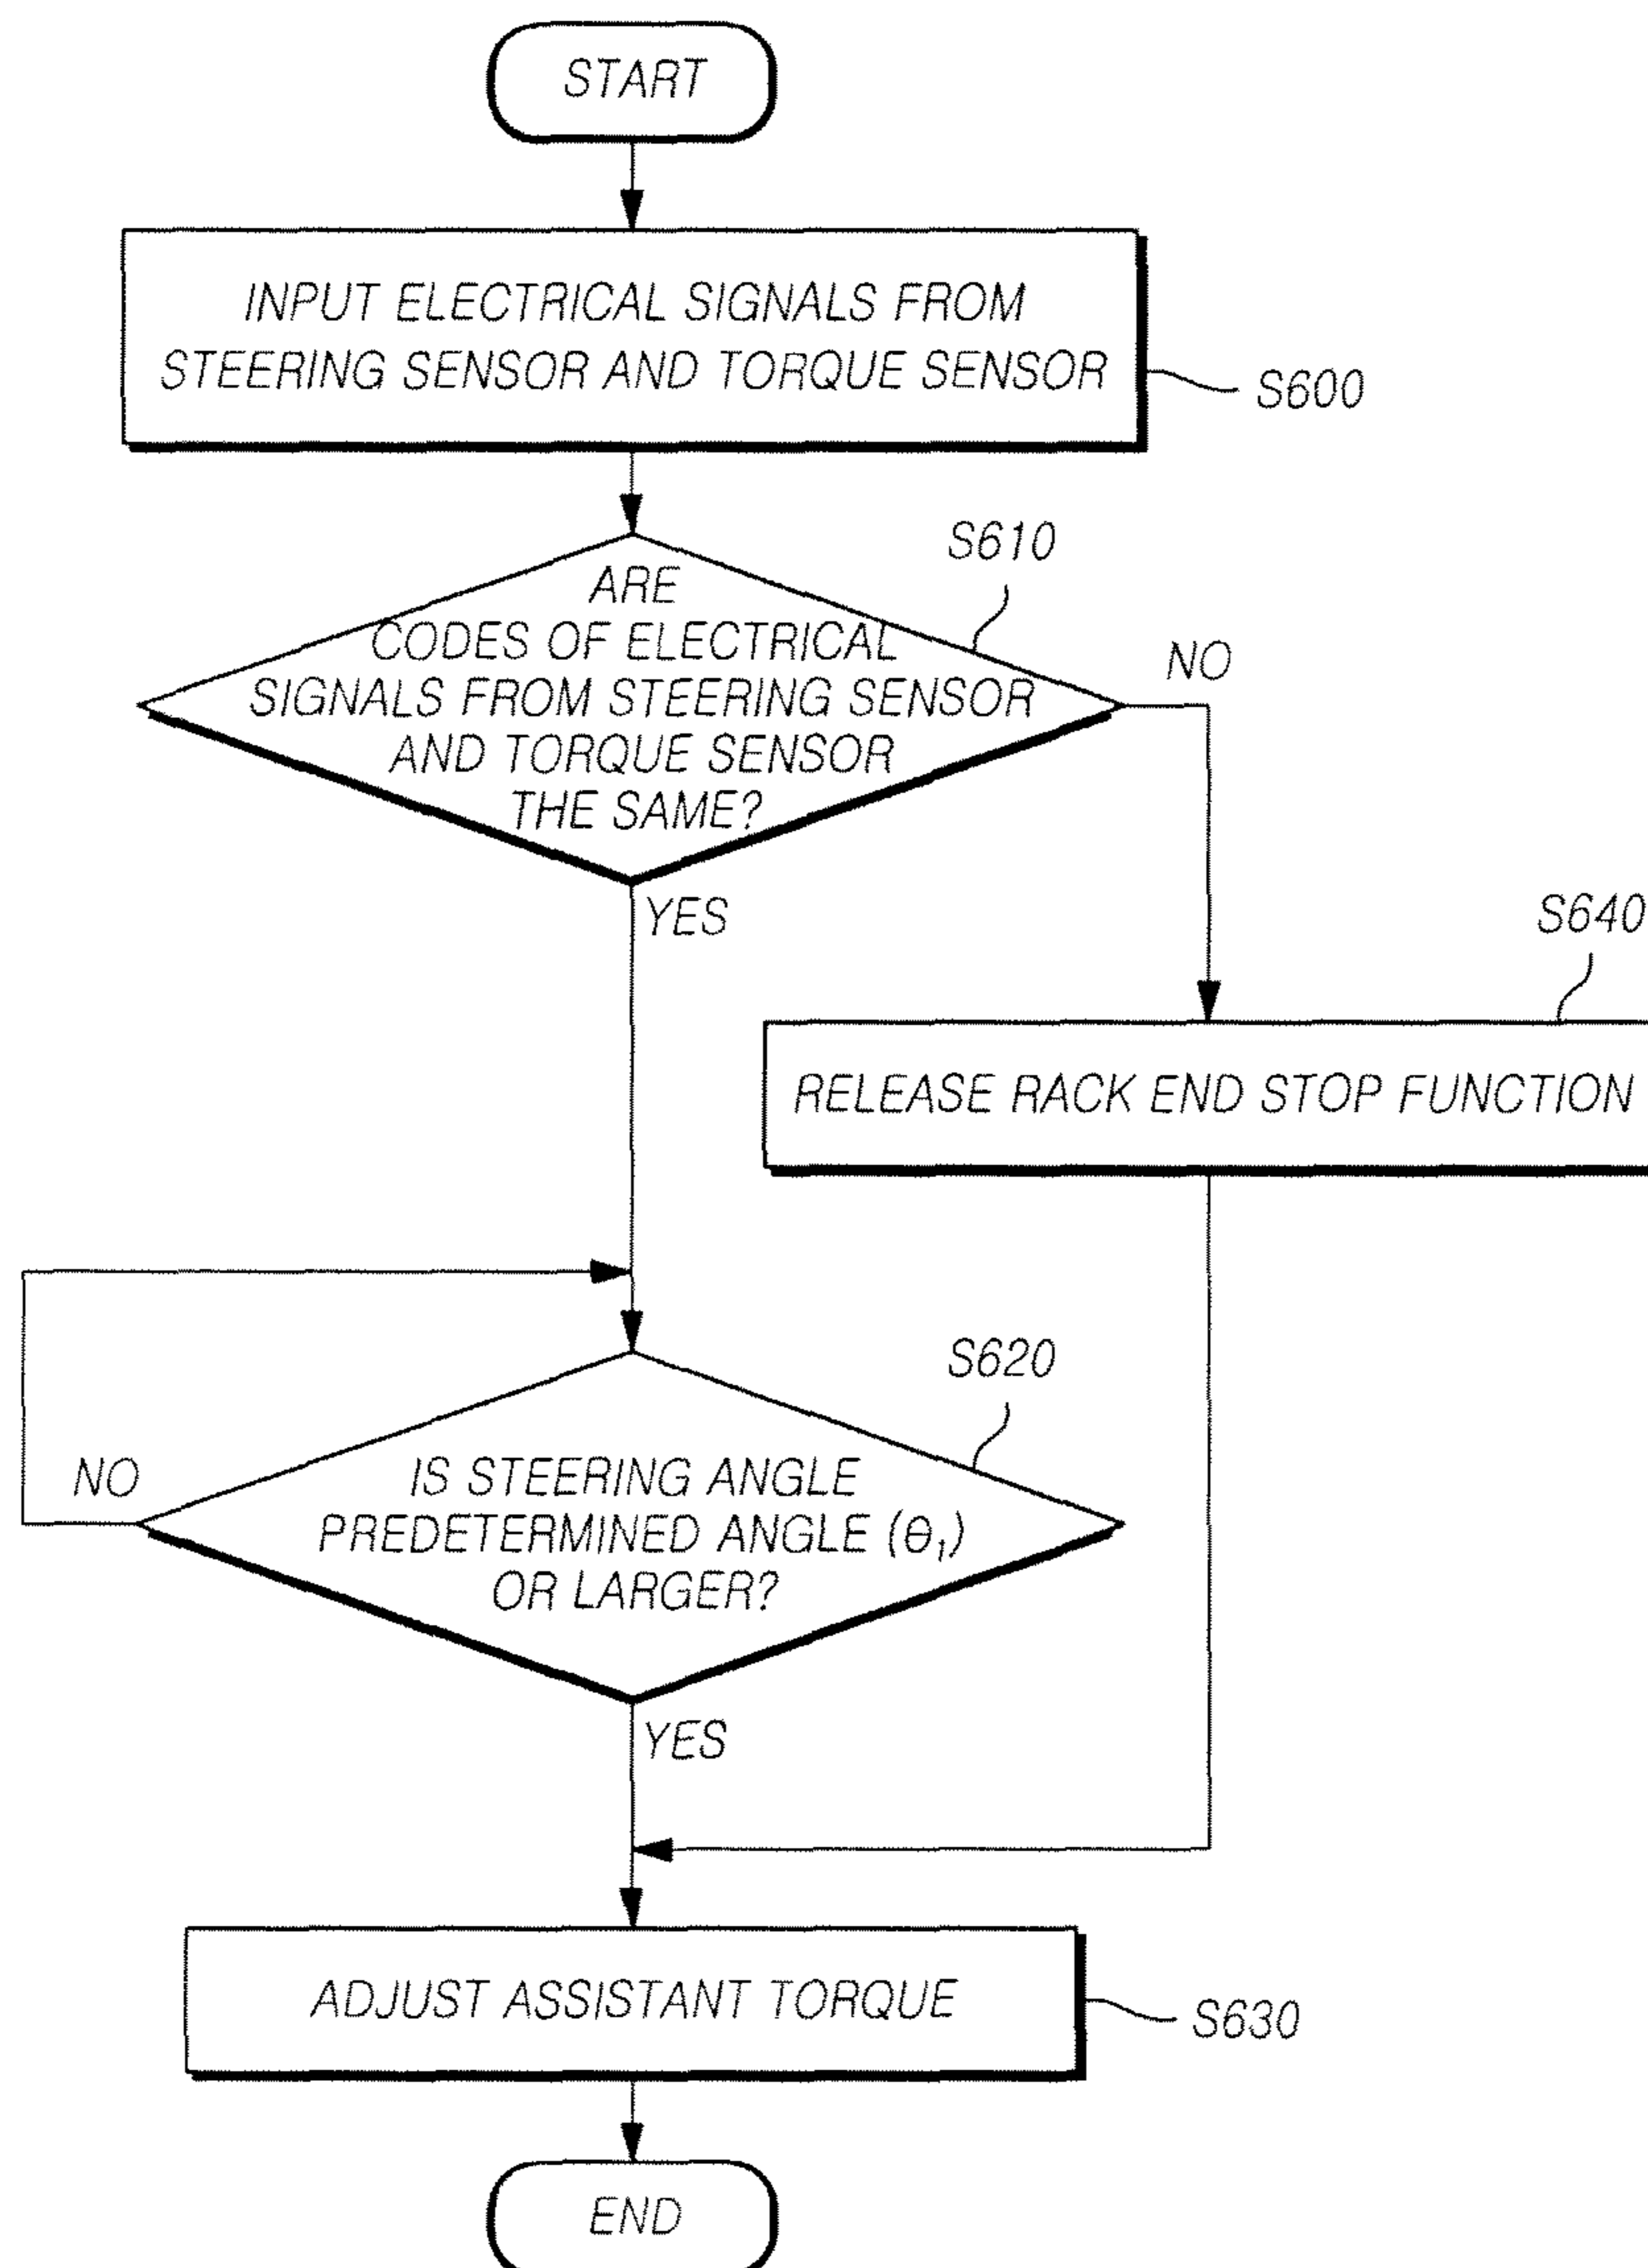 START
INPUT ELECTRICAL SIGNALS FROM
STEERING SENSOR AND TORQUE SENSOR
S600
S610
ARE
CODES OF ELECTRICAL
SIGNALS FROM STEERING SENSOR
AND TORQUE SENSOR
THE SAME?
NO
YES
S640
RELEASE RACK END STOP FUNCTION
S620
NO
IS STEERING ANGLE
PREDETERMINED ANGLE (θ₁)
OR LARGER?
YES
ADJUST ASSISTANT TORQUE
S630
END